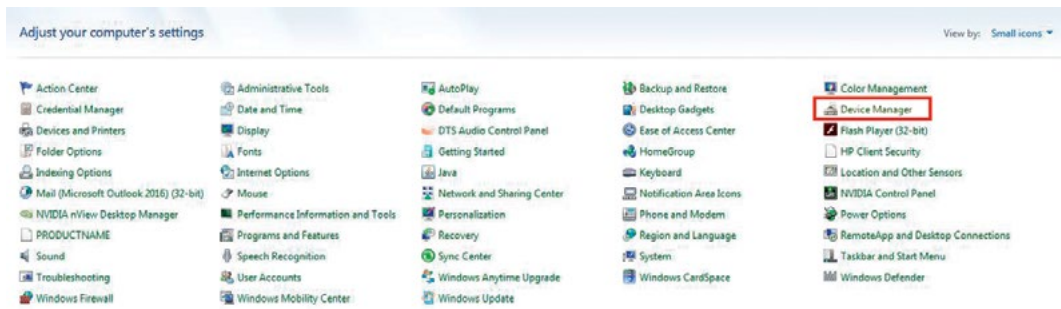 Adjust your computer's settings View by: Small icons
Action Center Administrative Tools AutoPlay Backup and Restore Color Management
Credential Manager Date and Time Default Programs Desktop Gadgets Device Manager
Devices and Printers Display DTS Audio Control Panel Ease of Access Center Flash Player (32-bit)
Folder Options Fonts Getting Started HomeGroup HP Client Security
Indexing Options Internet Options Java Keyboard Location and Other Sensors
Mail (Microsoft Outlook 2016) (32-bit) Mouse Network and Sharing Center Notification Area Icons NVIDIA Control Panel
NVIDIA nView Desktop Manager Performance Information and Tools Personalization Phone and Modem Power Options
PRODUCTNAME Programs and Features Recovery Region and Language RemoteApp and Desktop Connections
Sound Speech Recognition Sync Center System Taskbar and Start Menu
Troubleshooting User Accounts Windows Anytime Upgrade Windows CardSpace Windows Defender
Windows Firewall Windows Mobility Center Windows Update